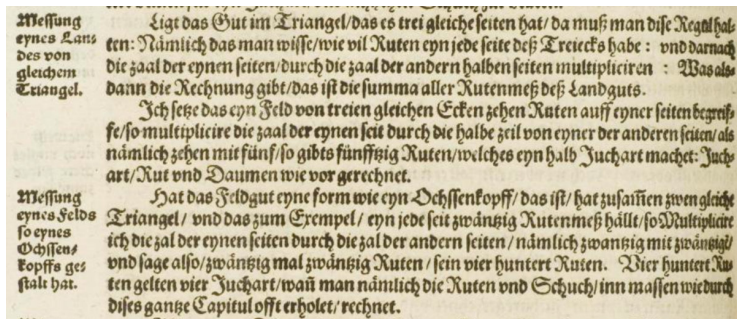 Messung
eynes Lan⸗
des von
gleichem
Triangel.
Ligt das Gut im Triangel/das es trei gleiche seiten hat/da muß man dise Regel hal⸗
ten: Nämlich das man wisse/wie vil Ruten eyn jede seite deß Treiecks habe: vnd darnach
die zaal der eynen seiten/durch die zaal der andern halben seiten multipliciren: Was als⸗
dann die Rechnung gibt/das ist die summa aller Rutenmeß deß Landguts.
Ich setze das eyn Feld von treien gleichen Ecken zehen Ruten auff eyner seiten begreif⸗
fe/so multiplicire die zaal der eynen seit durch die halbe zeil von eyner der anderen seiten/als
nämlich zehen mit fünf/so gibts fünfftzig Ruten/welches eyn halb Juchart machet: Juch⸗
art/Rut vnd Daumen wie vor gerechnet.
Messung
eynes Felds
so eynes
Ochssen⸗
kopffs ge⸗
stalt hat.
Hat das Feldgut eyne form wie eyn Ochssenkopff/das ist/hat zusam̃en zwen gleiche
Triangel/vnd das zum Exempel/eyn jede seit zwäntzig Rutenmeß hällt/so Multiplicire
ich die zal der eynen seiten durch die zal der andern seiten/nämlich zwantzig mit zwäntzig/
vnd sage also/zwäntzig mal zwäntzig Ruten/sein vier huntert Ruten. Vier huntert Ru⸗
ten gelten vier Juchart/wañ man nämlich die Ruten vnd Schuch/inn massen wie durch
dises gantze Capitul offt erholet/rechnet.